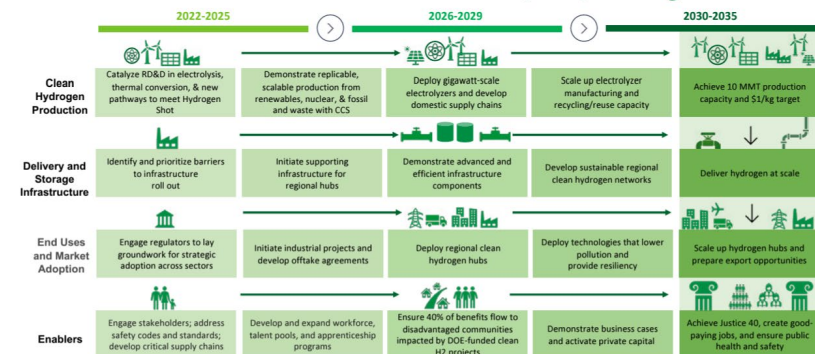 2022-2025
2026-2029
2030-2035
Clean
Hydrogen
Production
Catalyze RD&D in electrolysis,
thermal conversion, & new
pathways to meet Hydrogen
Shot
Demonstrate replicable,
scalable production from
renewables, nuclear, & fossil
and waste with CCS
Deploy gigawatt-scale
electrolyzers and develop
domestic supply chains
Scale up electrolyzer
manufacturing and
recycling/reuse capacity
Achieve 10 MMT production
capacity and $1/kg target
Delivery and
Storage
Infrastructure
Identify and prioritize barriers
to infrastructure
roll out
Initiate supporting
infrastructure for
regional hubs
Demonstrate advanced and
efficient infrastructure
components
Develop sustainable regional
clean hydrogen networks
Deliver hydrogen at scale
End Uses
and Market
Adoption
Engage regulators to lay
groundwork for strategic
adoption across sectors
Initiate industrial projects and
develop offtake agreements
Deploy regional clean
hydrogen hubs
Deploy technologies that lower
pollution and
provide resiliency
Scale up hydrogen hubs and
prepare export opportunities
Enablers
Engage stakeholders; address
safety codes and standards;
develop critical supply chains
Develop and expand workforce,
talent pools, and apprenticeship
programs
Ensure 40% of benefits flow to
disadvantaged communities
impacted by DOE-funded clean
H2 projects
Demonstrate business cases
and activate private capital
Achieve Justice 40, create good-
paying jobs, and ensure public
health and safety